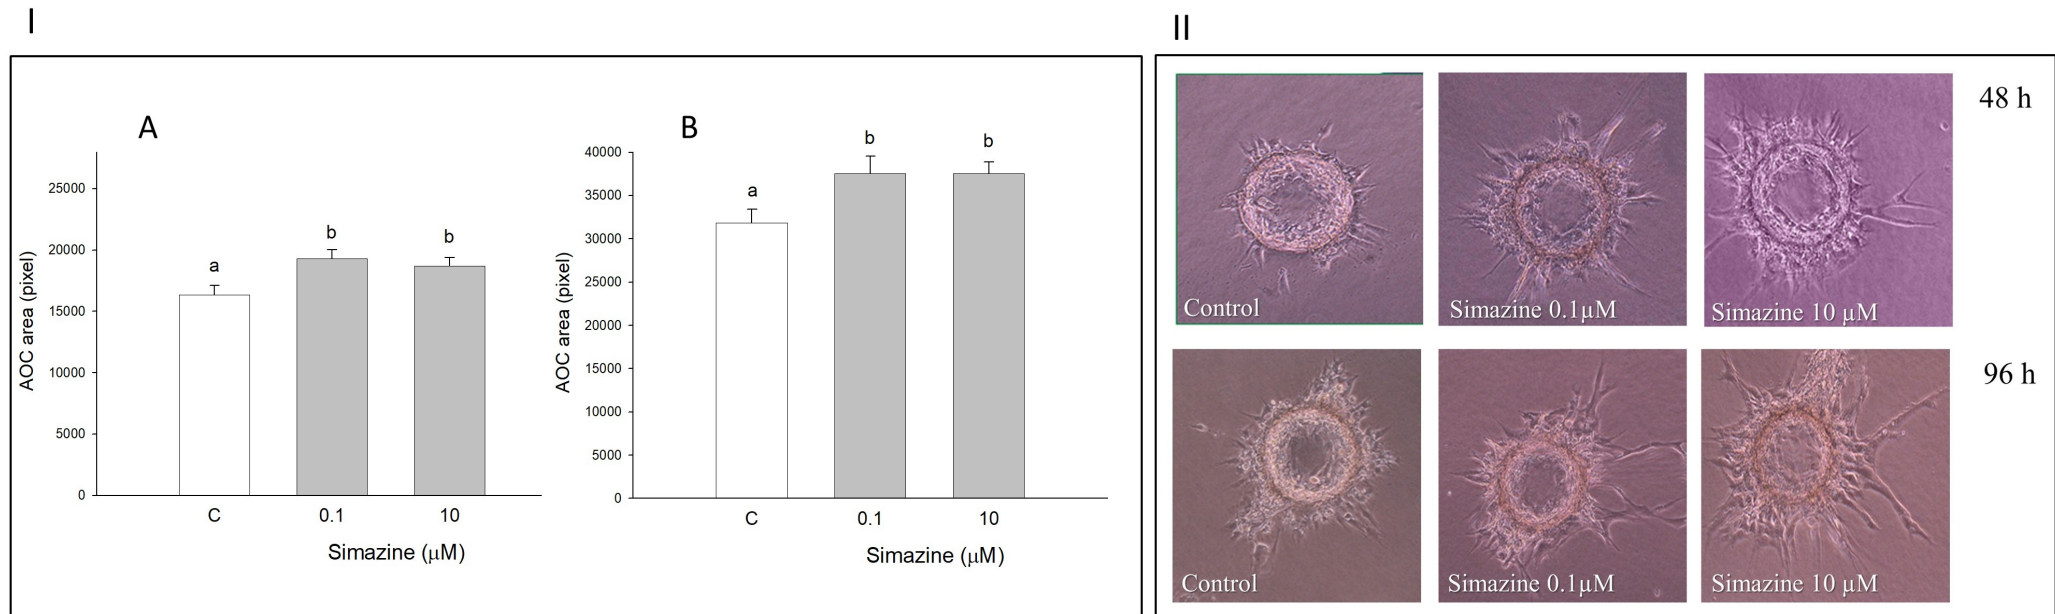 I
A
AOC area (pixel)
25000
20000
15000
10000
5000
0
a
b
b
C
0.1
10
Simazine (µM)
B
AOC area (pixel)
40000
35000
30000
25000
20000
15000
10000
5000
0
a
b
b
C
0.1
10
Simazine (µM)
II
Control
Simazine 0.1µM
Simazine 10 µM
48 h
Control
Simazine 0.1µM
Simazine 10 µM
96 h